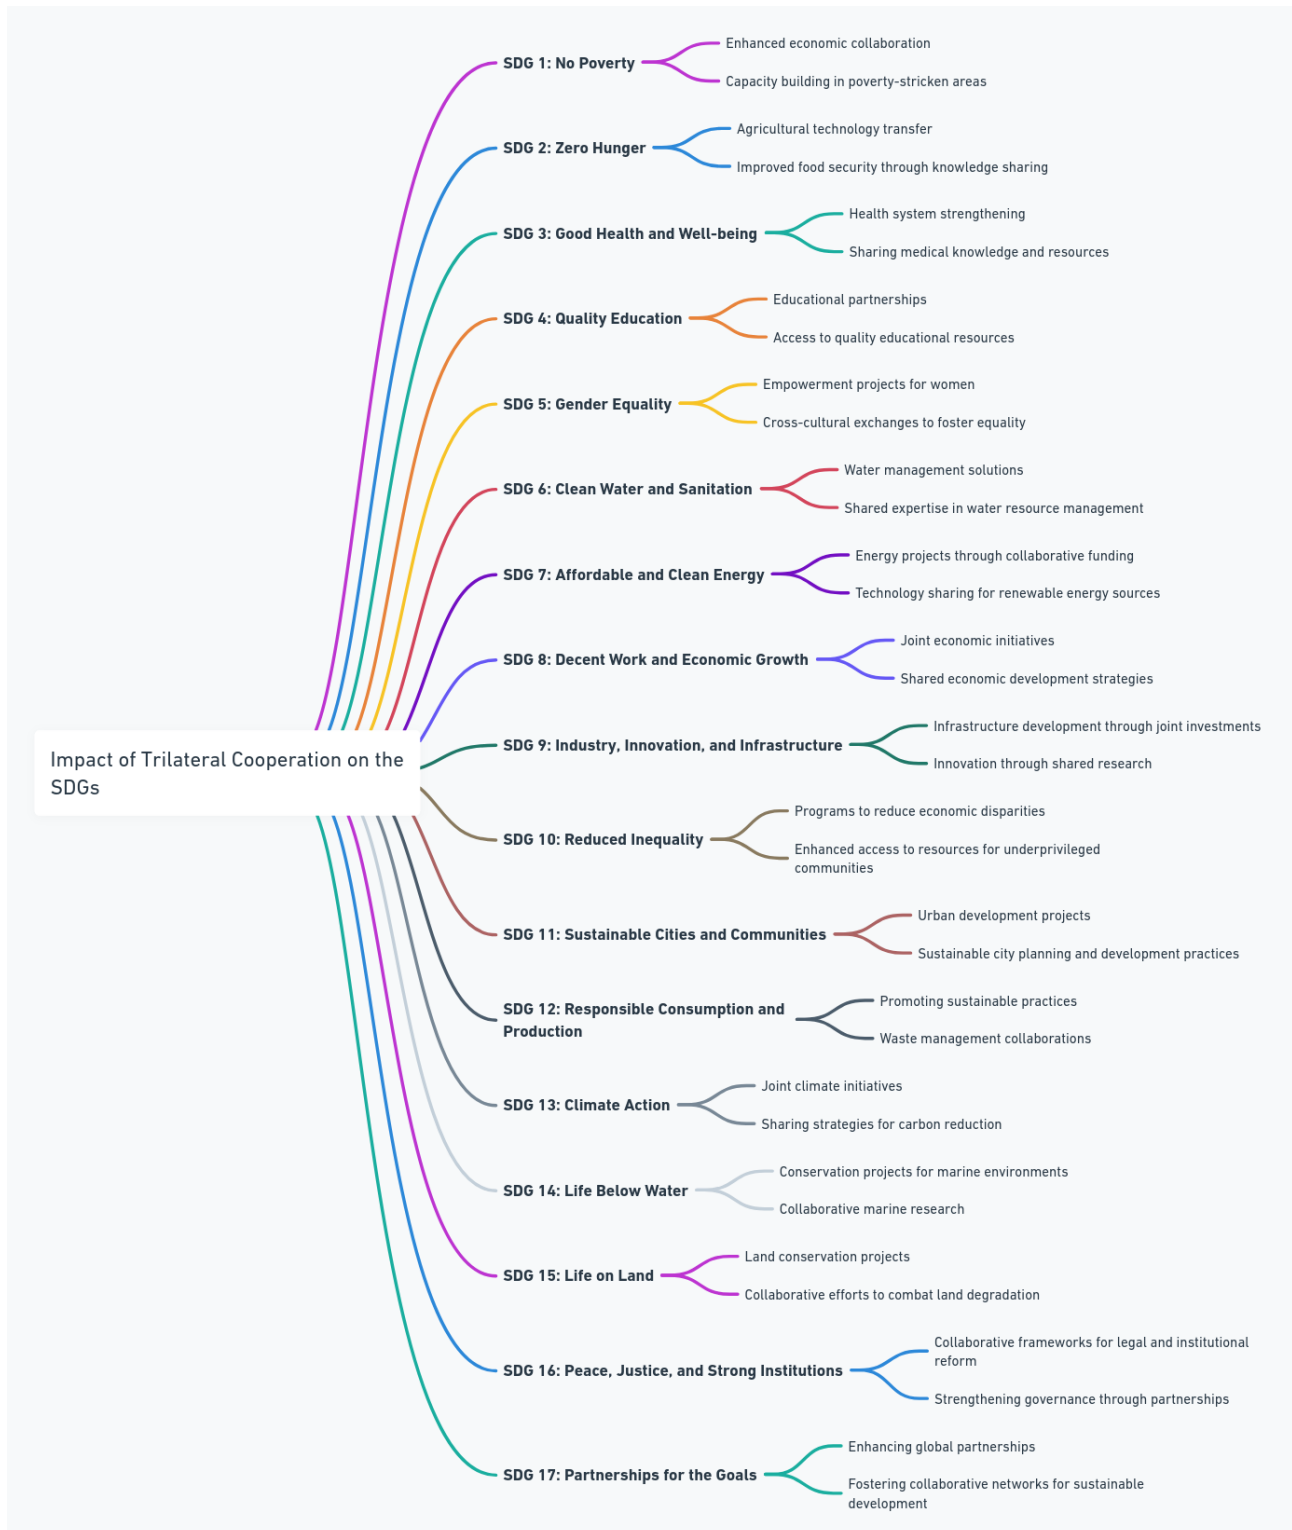 Impact of Trilateral Cooperation on the
SDGs
SDG 1: No Poverty
Enhanced economic collaboration
Capacity building in poverty-stricken areas
SDG 2: Zero Hunger
Agricultural technology transfer
Improved food security through knowledge sharing
SDG 3: Good Health and Well-being
Health system strengthening
Sharing medical knowledge and resources
SDG 4: Quality Education
Educational partnerships
Access to quality educational resources
SDG 5: Gender Equality
Empowerment projects for women
Cross-cultural exchanges to foster equality
SDG 6: Clean Water and Sanitation
Water management solutions
Shared expertise in water resource management
SDG 7: Affordable and Clean Energy
Energy projects through collaborative funding
Technology sharing for renewable energy sources
SDG 8: Decent Work and Economic Growth
Joint economic initiatives
Shared economic development strategies
SDG 9: Industry, Innovation, and Infrastructure
Infrastructure development through joint investments
Innovation through shared research
SDG 10: Reduced Inequality
Programs to reduce economic disparities
Enhanced access to resources for underprivileged
communities
SDG 11: Sustainable Cities and Communities
Urban development projects
Sustainable city planning and development practices
SDG 12: Responsible Consumption and
Production
Promoting sustainable practices
Waste management collaborations
SDG 13: Climate Action
Joint climate initiatives
Sharing strategies for carbon reduction
SDG 14: Life Below Water
Conservation projects for marine environments
Collaborative marine research
SDG 15: Life on Land
Land conservation projects
Collaborative efforts to combat land degradation
SDG 16: Peace, Justice, and Strong Institutions
Collaborative frameworks for legal and institutional
reform
Strengthening governance through partnerships
SDG 17: Partnerships for the Goals
Enhancing global partnerships
Fostering collaborative networks for sustainable
development